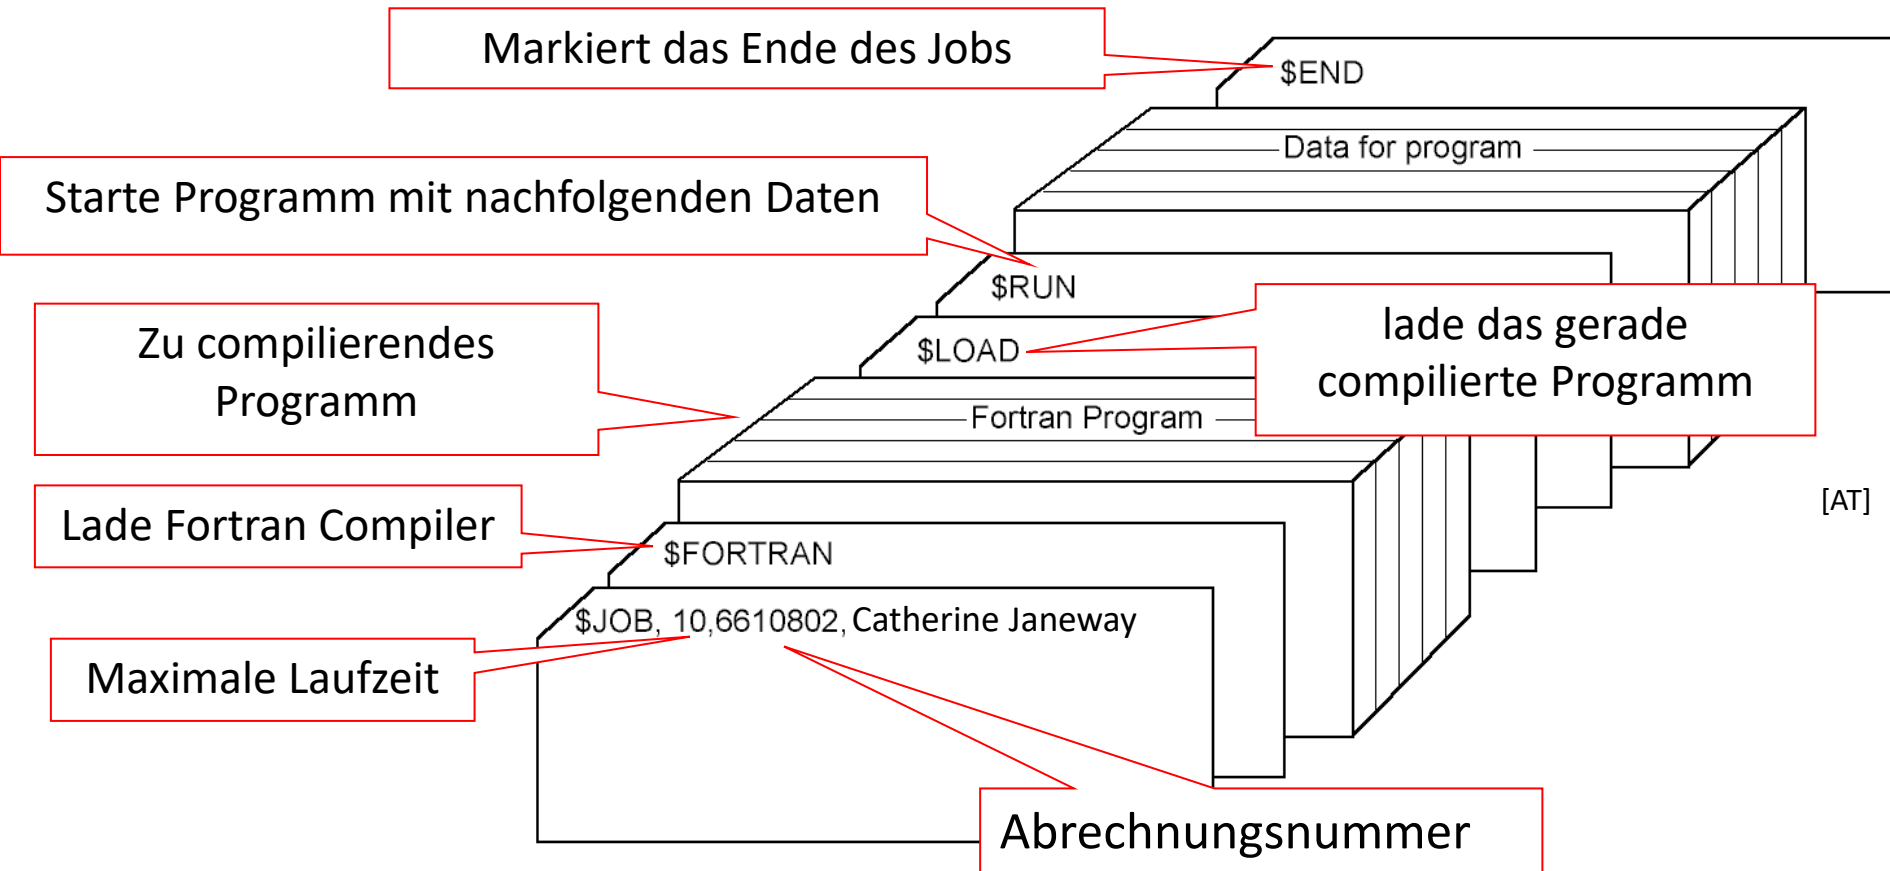 Markiert das Ende des Jobs
$END
Data for program
Starte Programm mit nachfolgenden Daten
$RUN
lade das gerade
compilierte Programm
$LOAD
Zu compilierendes
Programm
Fortran Program
[AT]
Lade Fortran Compiler
$FORTRAN
$JOB, 10,6610802, Catherine Janeway
Maximale Laufzeit
Abrechnungsnummer